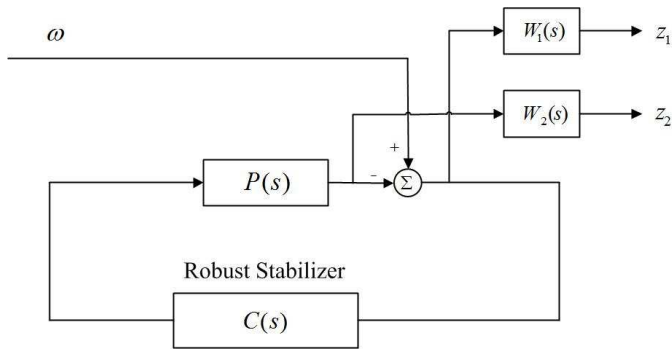 ω
W₁(s)
z₁
W₂(s)
z₂
+
P(s)
-
Σ
Robust Stabilizer
C(s)